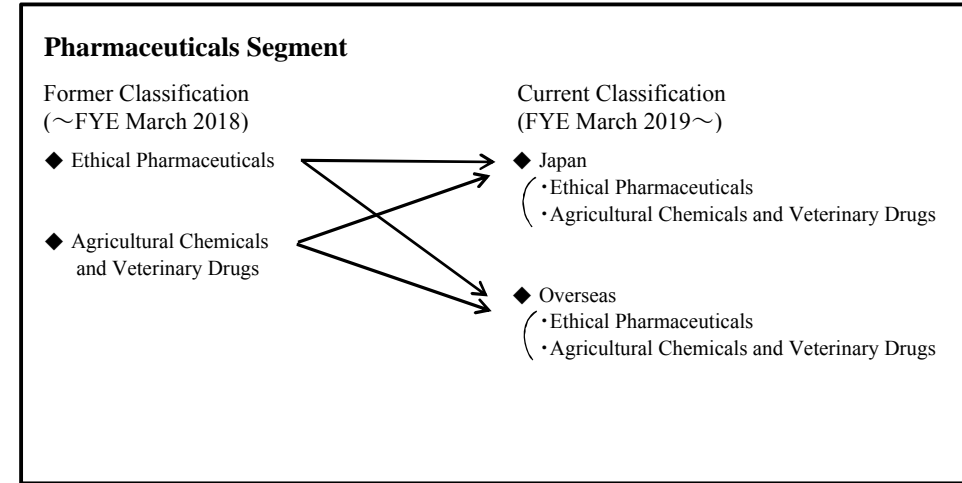 Pharmaceuticals Segment
Former Classification
(～FYE March 2018)
◆ Ethical Pharmaceuticals
◆ Agricultural Chemicals
and Veterinary Drugs
Current Classification
(FYE March 2019～)
◆ Japan
・Ethical Pharmaceuticals
・Agricultural Chemicals and Veterinary Drugs
◆ Overseas
・Ethical Pharmaceuticals
・Agricultural Chemicals and Veterinary Drugs